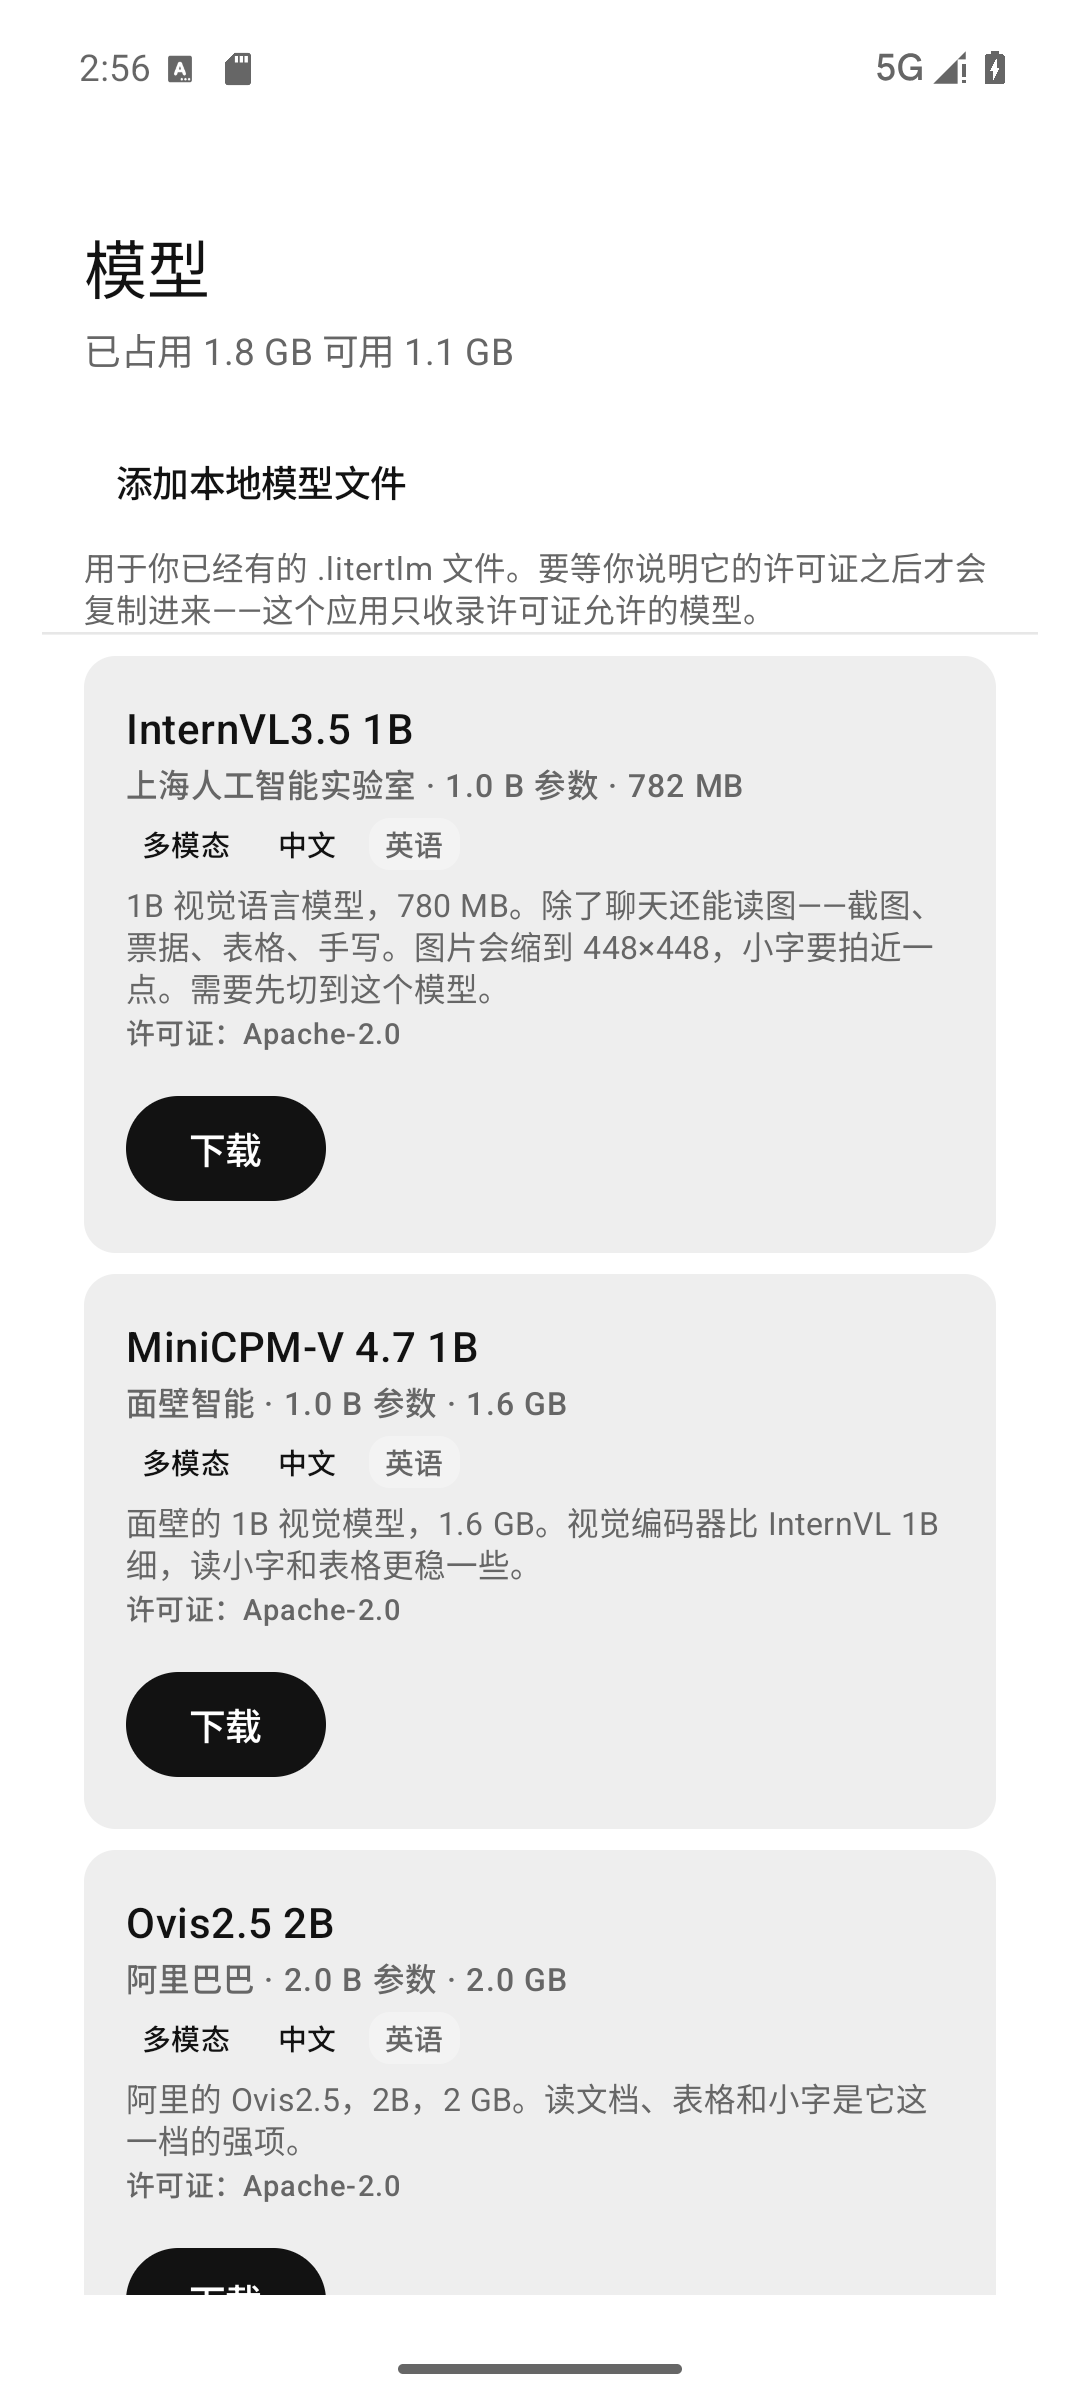 2:56
5G
模型
已占用 1.8 GB 可用 1.1 GB
添加本地模型文件
用于你已经有的 .litertlm 文件。要等你说明它的许可证之后才会
复制进来——这个应用只收录许可证允许的模型。
InternVL3.5 1B
上海人工智能实验室 · 1.0 B 参数 · 782 MB
多模态 中文 英语
1B 视觉语言模型，780 MB。除了聊天还能读图——截图、
票据、表格、手写。图片会缩到 448×448，小字要拍近一
点。需要先切到这个模型。
许可证：Apache-2.0
下载
MiniCPM-V 4.7 1B
面壁智能 · 1.0 B 参数 · 1.6 GB
多模态 中文 英语
面壁的 1B 视觉模型，1.6 GB。视觉编码器比 InternVL 1B
细，读小字和表格更稳一些。
许可证：Apache-2.0
下载
Ovis2.5 2B
阿里巴巴 · 2.0 B 参数 · 2.0 GB
多模态 中文 英语
阿里的 Ovis2.5，2B，2 GB。读文档、表格和小字是它这
一档的强项。
许可证：Apache-2.0
下载